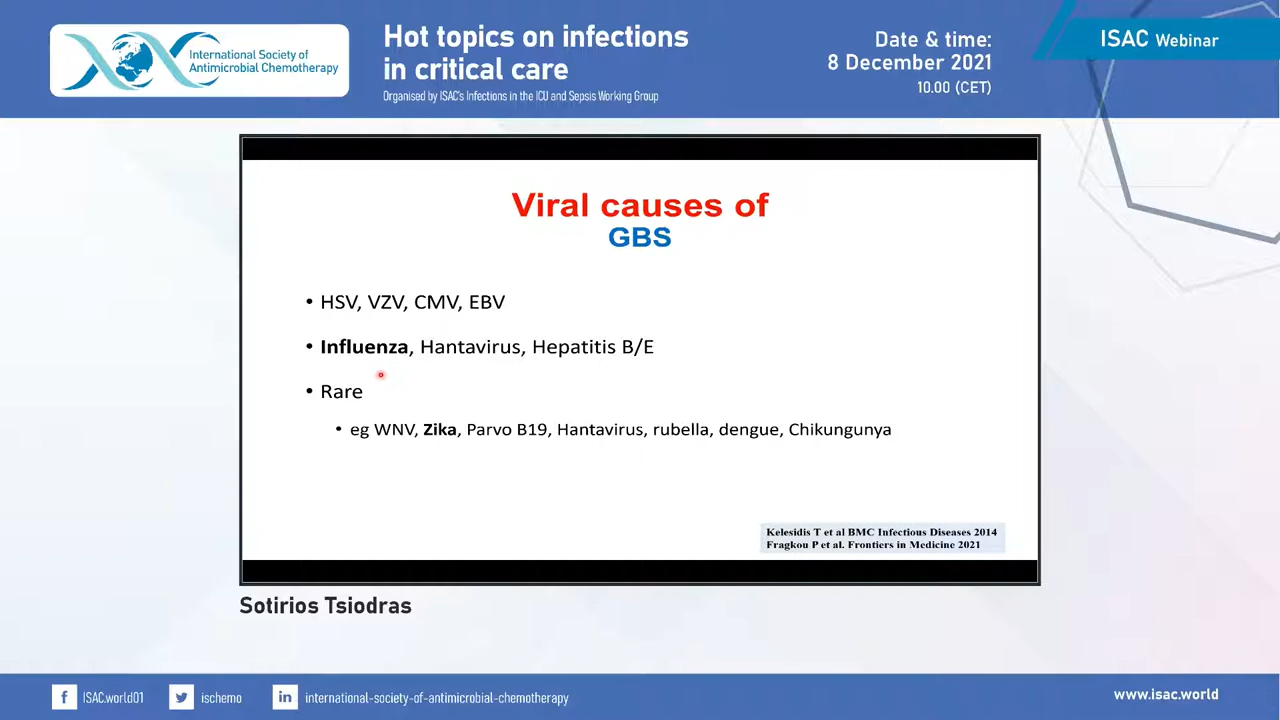 International Society of
Antimicrobial Chemotherapy
Hot topics on infections
in critical care
Organised by ISAC's Infections in the ICU and Sepsis Working Group
Date & time:
8 December 2021
10.00 (CET)
ISAC Webinar
Viral causes of
GBS
• HSV, VZV, CMV, EBV
• Influenza, Hantavirus, Hepatitis B/E
• Rare
• eg WNV, Zika, Parvo B19, Hantavirus, rubella, dengue, Chikungunya
Kelesidis T et al BMC Infectious Diseases 2014
Fragkou P et al. Frontiers in Medicine 2021
Sotirios Tsiodras
f ISAC.world01
ischemo
in international-society-of-antimicrobial-chemotherapy
www.isac.world